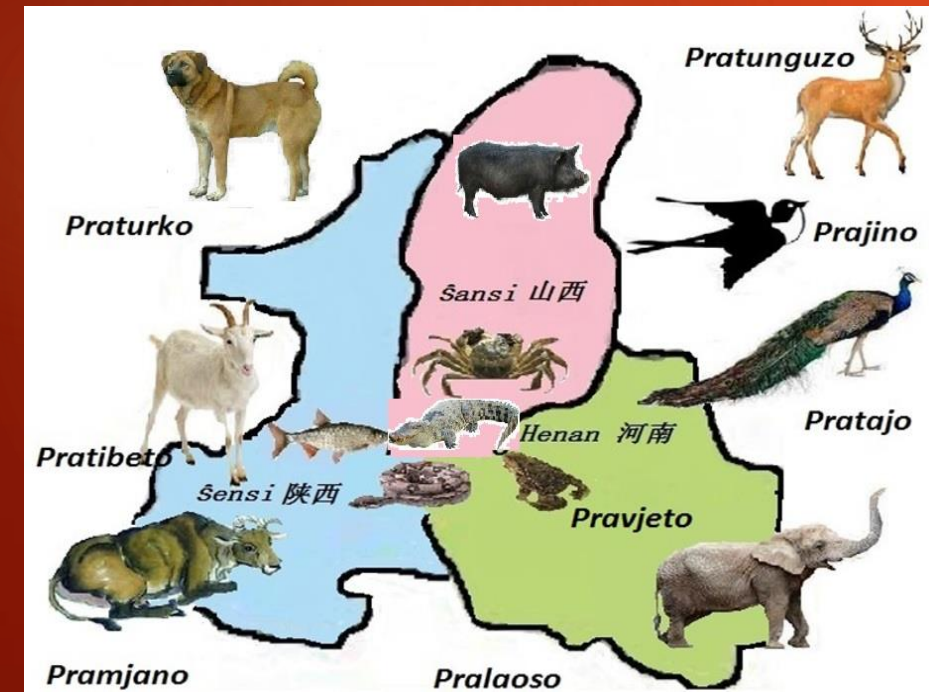 Pratunguzo
Praturko
Prajino
Ŝansi 山西
Pratajo
Henan 河南
Pratibeto
Ŝensi 陕西
Pravjeto
Pramjano
Pralaoso